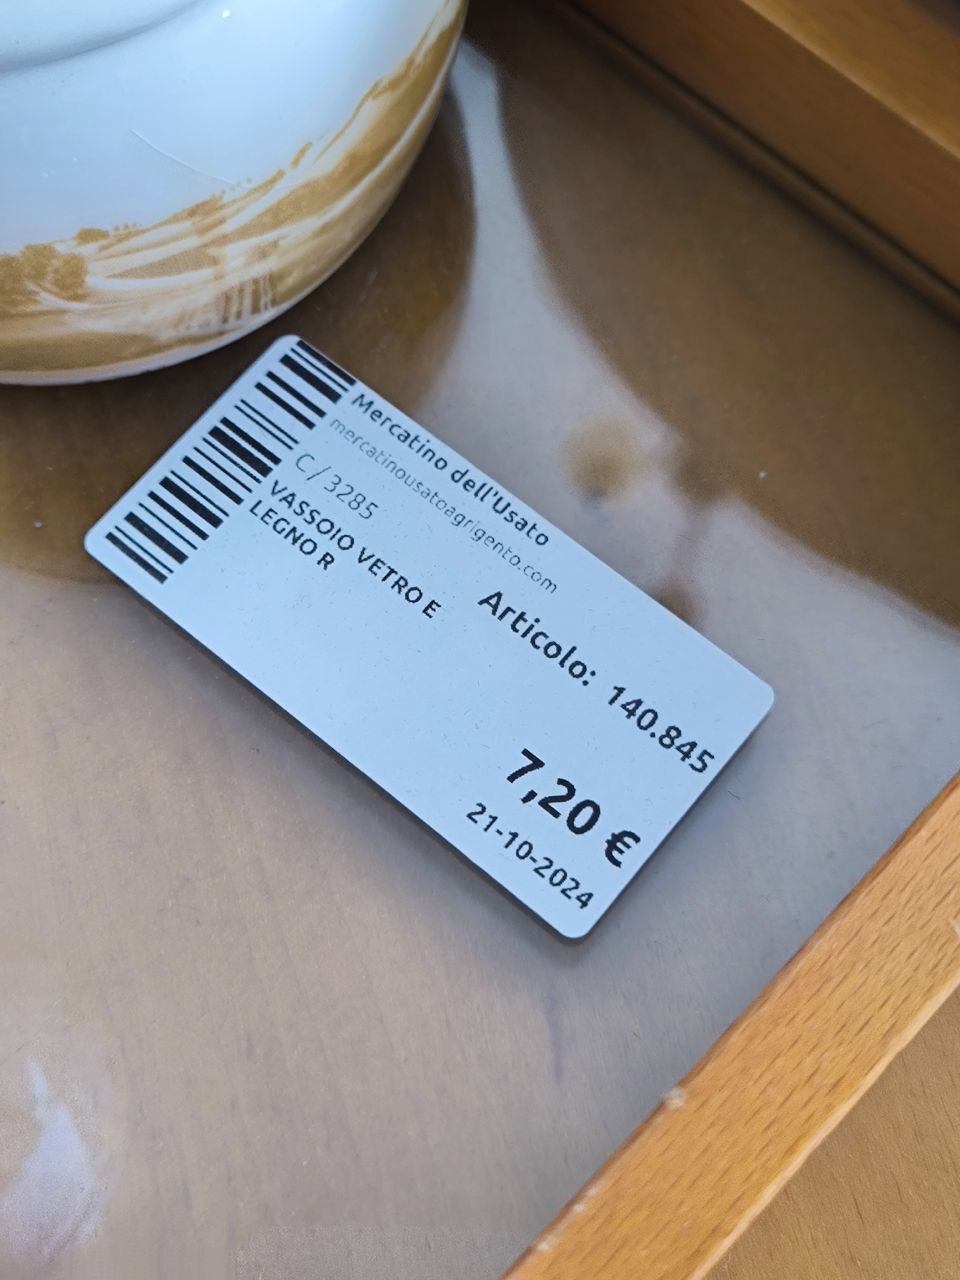 Mercatino dell'Usato
mercatinousatoagrigento.com
C/ 3285
VASSOIO VETRO E
LEGNO R
Articolo: 140.845
7,20 €
21-10-2024